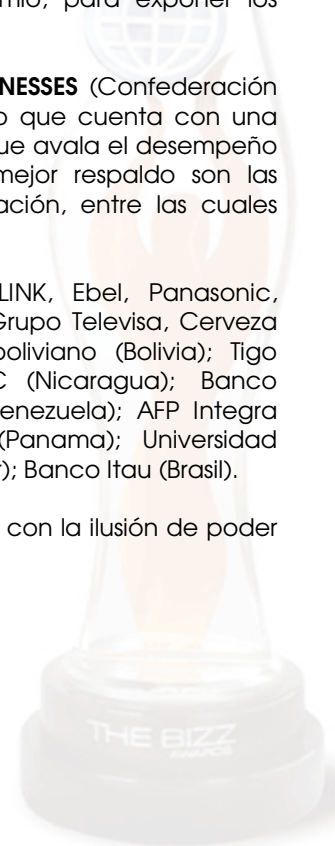 para exponer los
NESSES (Confederación
o que cuenta con una
ue avala el desempeño
mejor respaldo son las
ación, entre las cuales
LINK, Ebel, Panasonic,
Grupo Televisa, Cerveza
boliviano (Bolivia); Tigo
C (Nicaragua); Banco
enezuela); AFP Integra
(Panama); Universidad
); Banco Itau (Brasil).
con la ilusión de poder
THE BIZZ
AWARDS